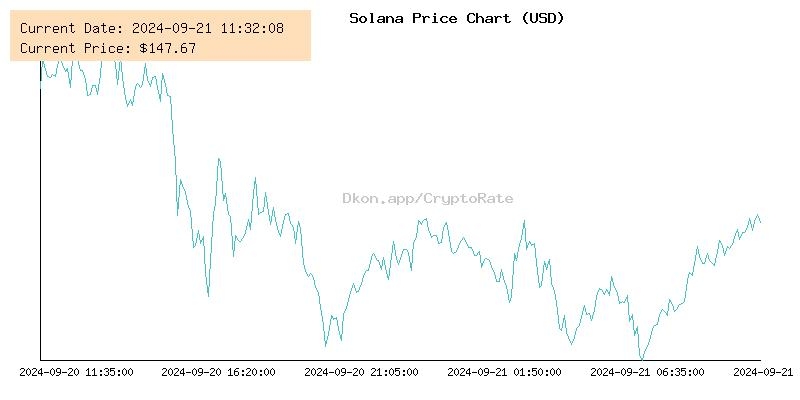 Solana Price Chart (USD)
Current Date: 2024-09-21 11:32:08
Current Price: $147.67
Dkon.app/CryptoRate
2024-09-20 11:35:00
2024-09-20 16:20:00
2024-09-20 21:05:00
2024-09-21 01:50:00
2024-09-21 06:35:00
2024-09-21